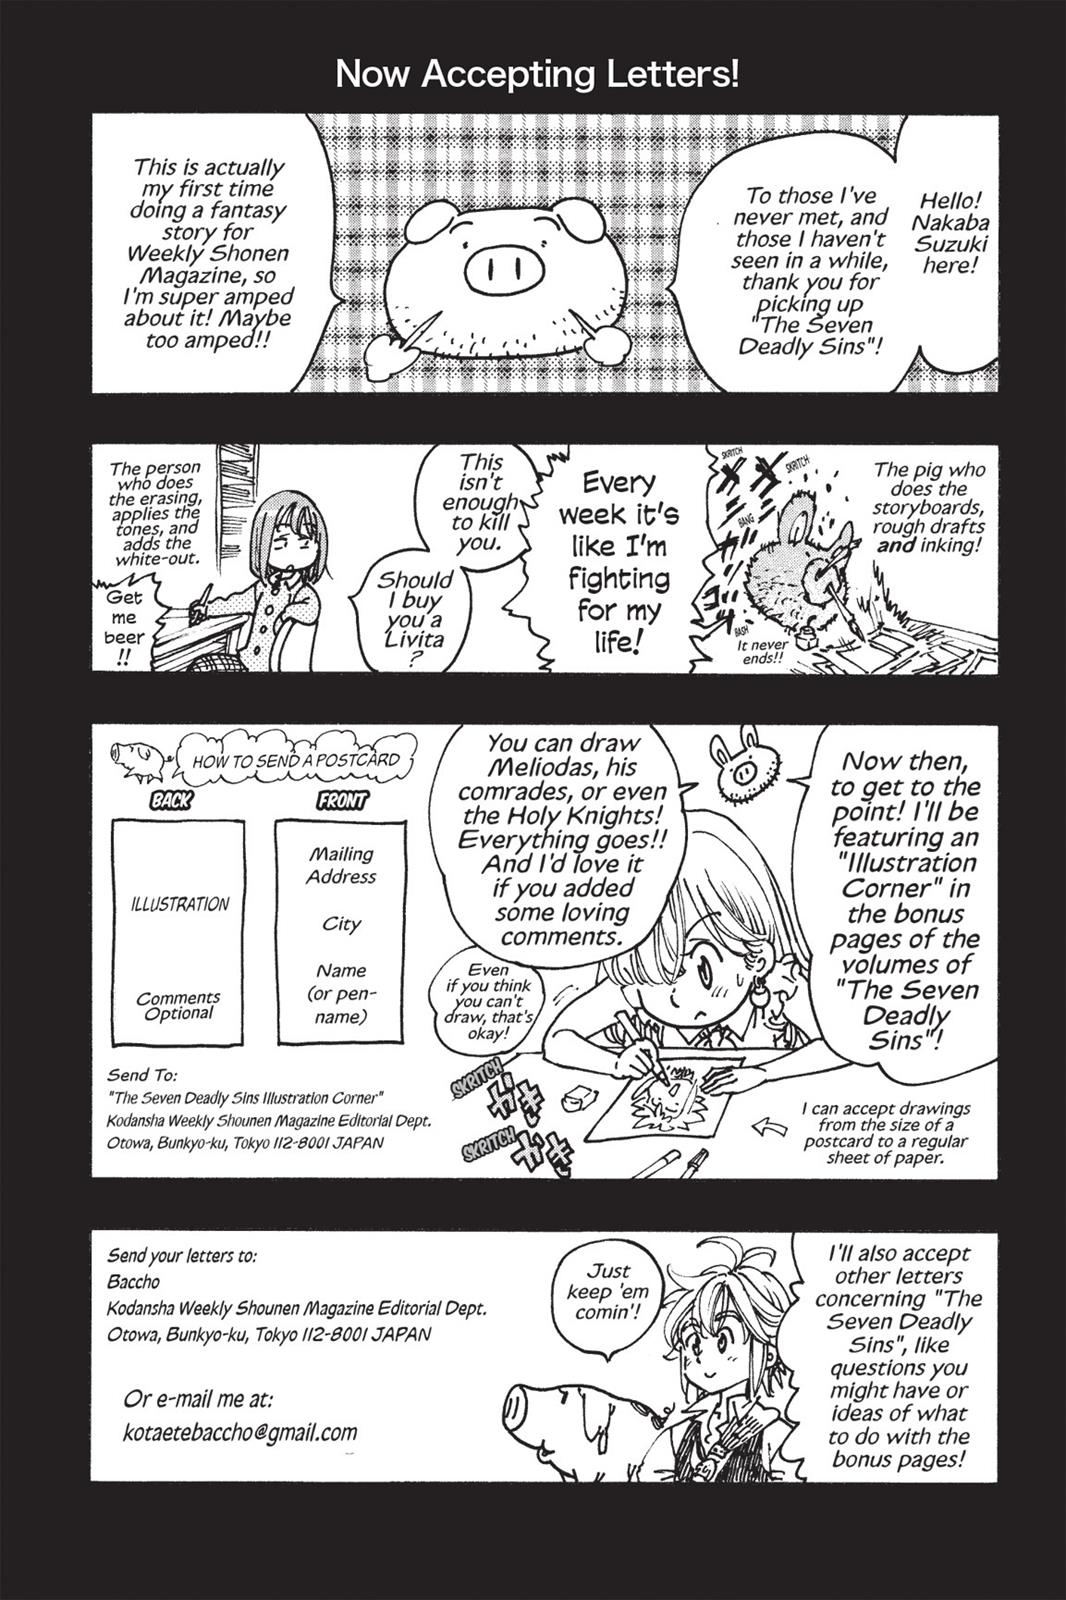 Now Accepting Letters!
Hello!
Nakaba
Suzuki
here!
To those I've
never met, and
those I haven't
seen in a while,
thank you for
picking up
"The Seven
Deadly Sins"!
This is actually
my first time
doing a fantasy
story for
Weekly Shonen
Magazine, so
I'm super amped
about it! Maybe
too amped!!
The pig who
does the
storyboards,
rough drafts
and inking!
SKRITCH
SKRITCH
BANG
BASH
It never
ends!!
Every
week it's
like I'm
fighting
for my
life!
This
isn't
enough
to kill
you.
Should
I buy
you a
Livita
?
The person
who does
the erasing,
applies the
tones, and
adds the
white-out.
Get
me
beer
!!
Now then,
to get to the
point! I'll be
featuring an
"Illustration
Corner" in
the bonus
pages of the
volumes of
"The Seven
Deadly
Sins"!
You can draw
Meliodas, his
comrades, or even
the Holy Knights!
Everything goes!!
And I'd love it
if you added
some loving
comments.
Even
if you think
you can't
draw, that's
okay!
SKRITCH
ガキ
SKRITCH
ガキ
I can accept drawings
from the size of a
postcard to a regular
sheet of paper.
HOW TO SEND A POSTCARD
BACK
ILLUSTRATION
Comments
Optional
FRONT
Mailing
Address
City
Name
(or pen-
name)
Send To:
"The Seven Deadly Sins Illustration Corner"
Kodansha Weekly Shounen Magazine Editorial Dept.
Otowa, Bunkyo-ku, Tokyo 112-8001 JAPAN
I'll also accept
other letters
concerning "The
Seven Deadly
Sins", like
questions you
might have or
ideas of what
to do with the
bonus pages!
Just
keep 'em
comin'!
Send your letters to:
Baccho
Kodansha Weekly Shounen Magazine Editorial Dept.
Otowa, Bunkyo-ku, Tokyo 112-8001 JAPAN
Or e-mail me at:
kotaetebaccho@gmail.com